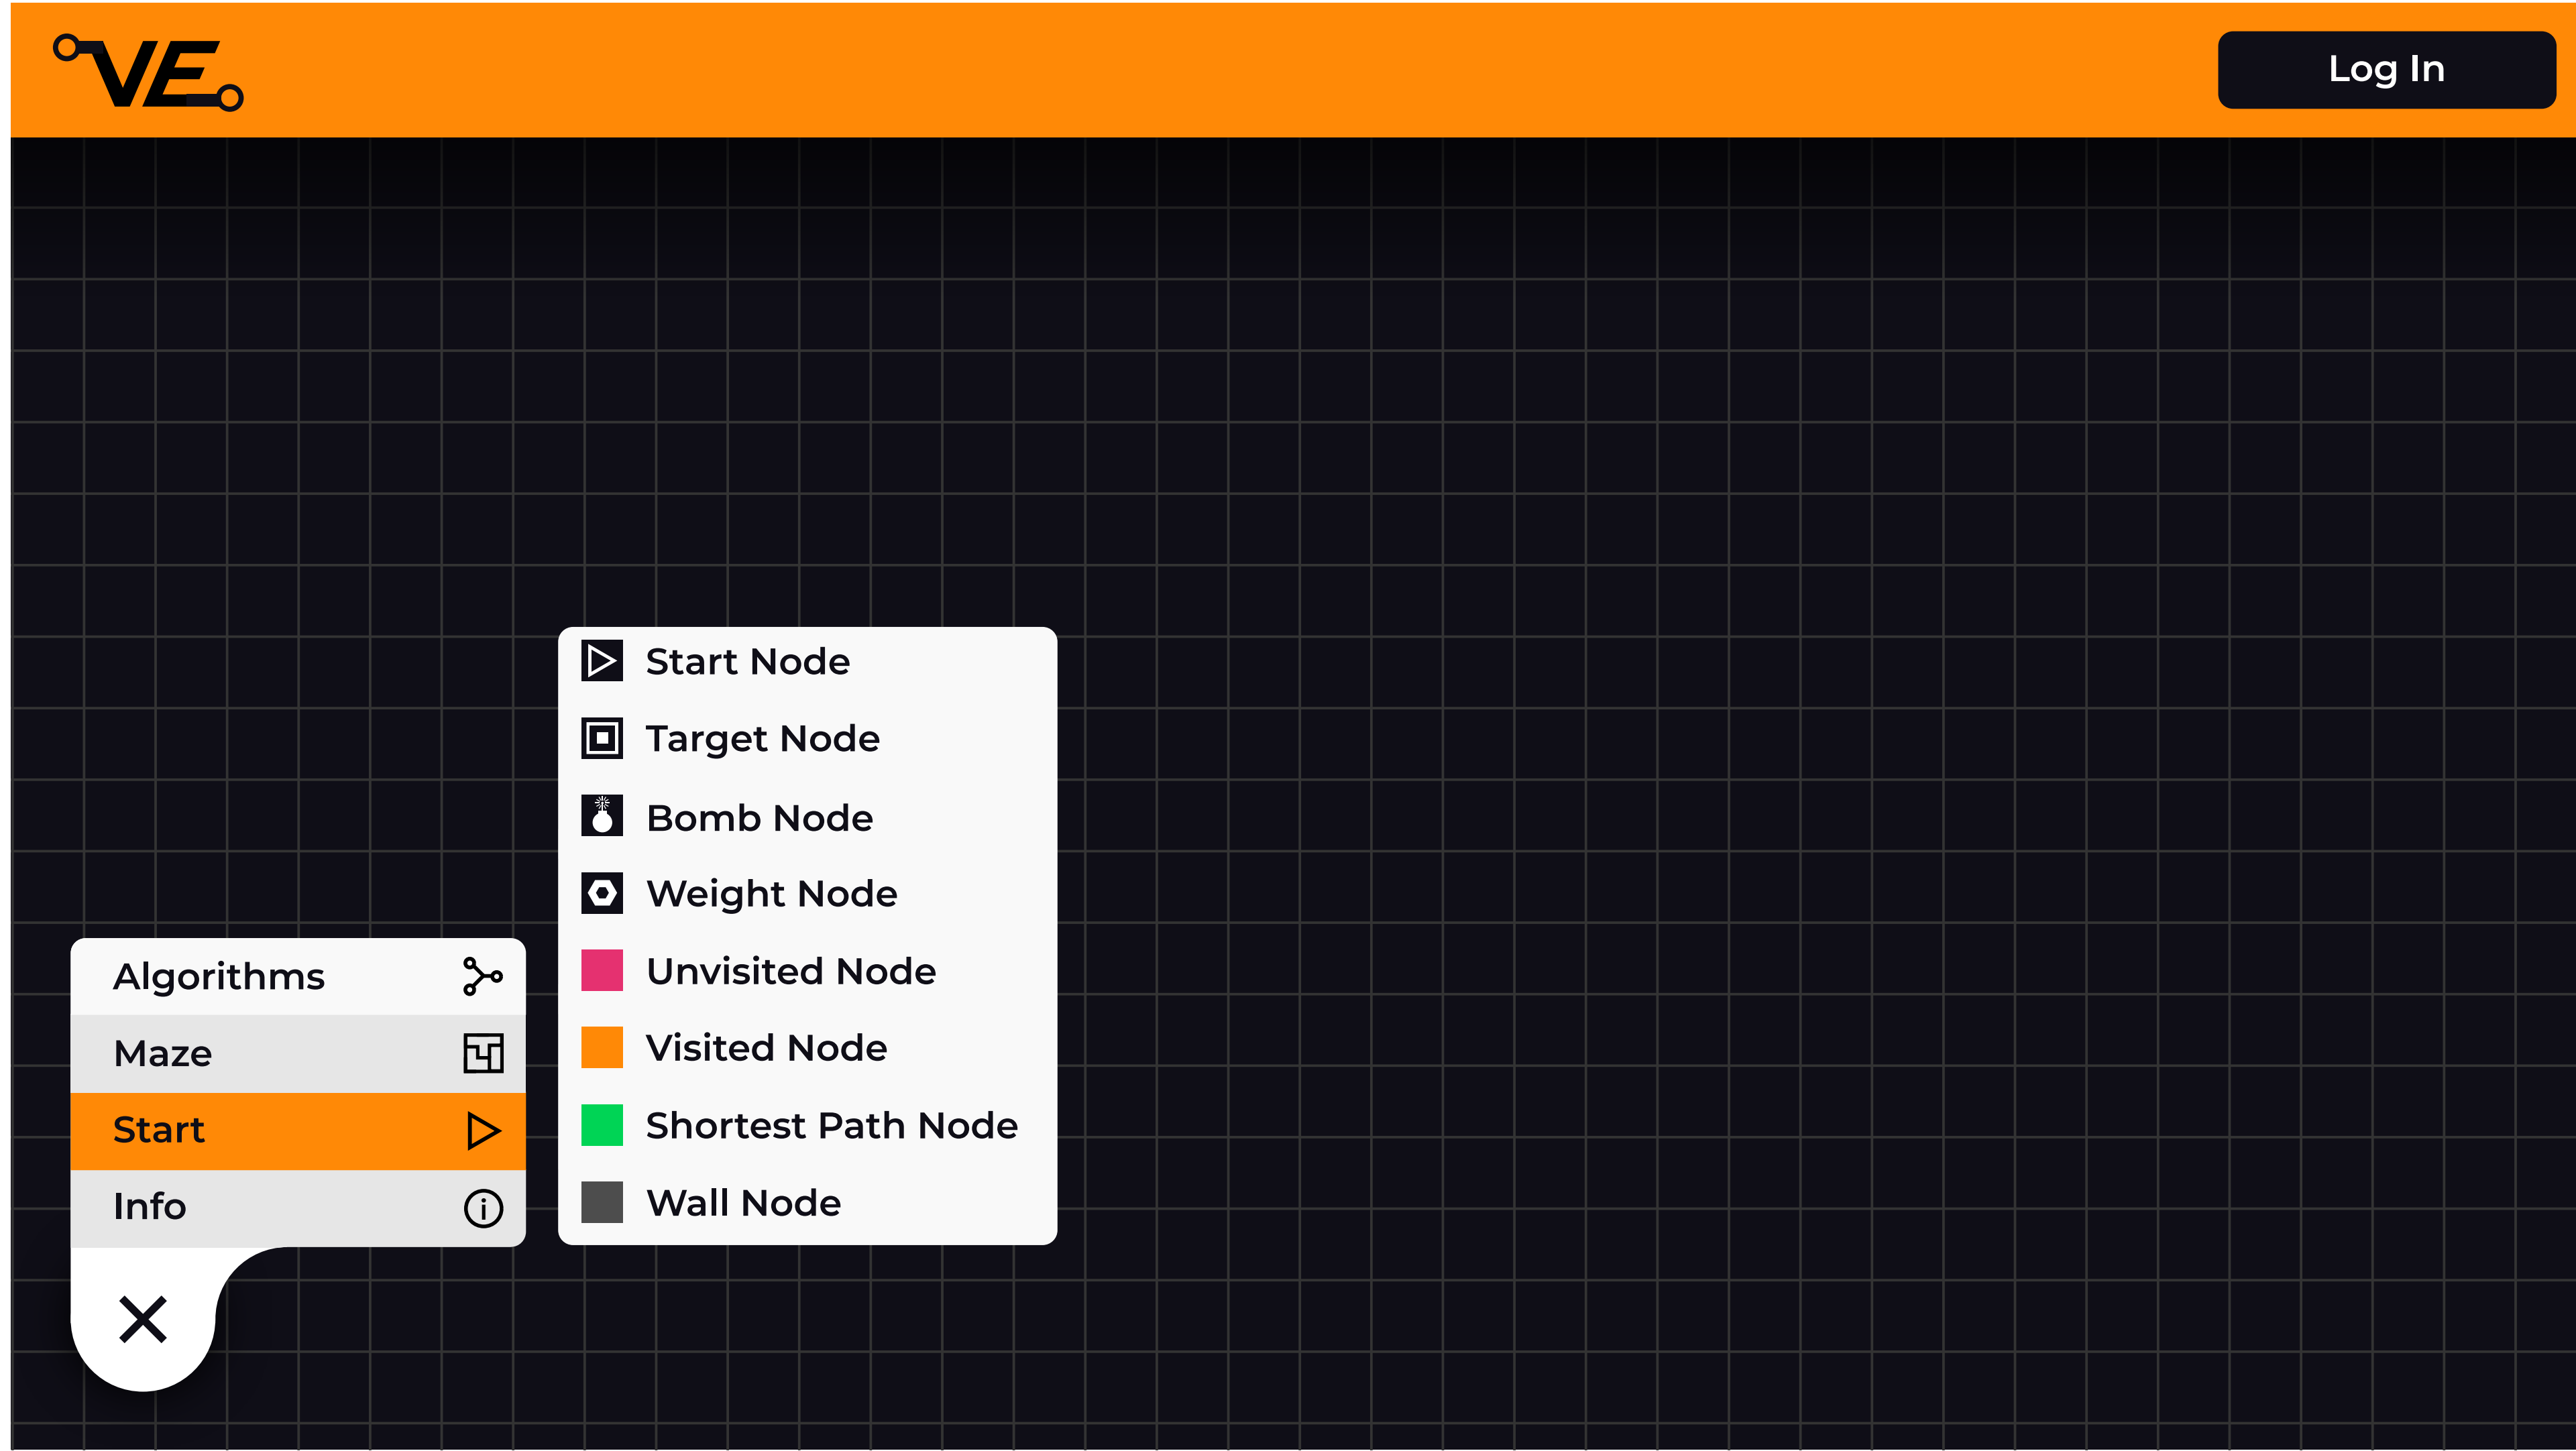 VE
Log In
Start Node
Target Node
Bomb Node
Weight Node
Unvisited Node
Visited Node
Shortest Path Node
Wall Node
Algorithms
Maze
Start
Info